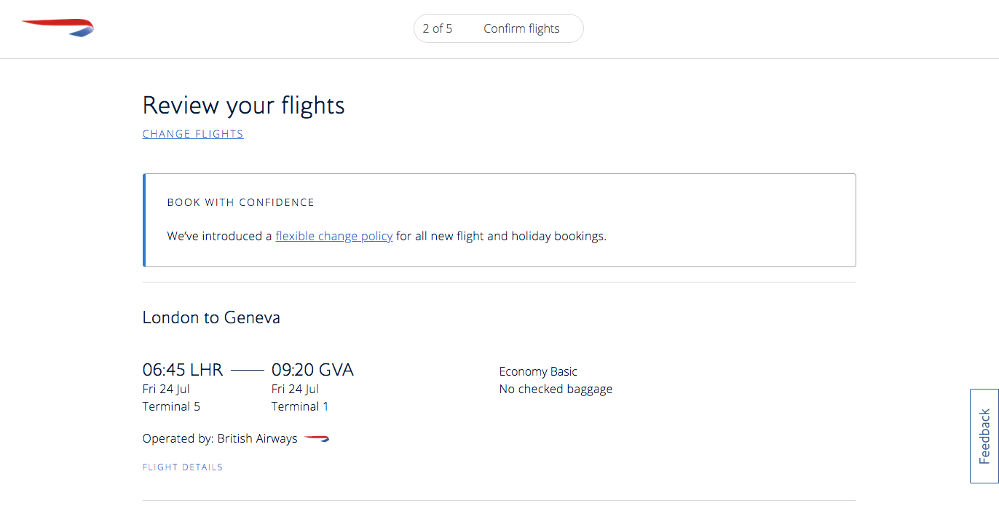 2 of 5 Confirm flights
Review your flights
CHANGE FLIGHTS
BOOK WITH CONFIDENCE
We've introduced a flexible change policy for all new flight and holiday bookings.
London to Geneva
06:45 LHR 09:20 GVA
Fri 24 Jul Fri 24 Jul
Terminal 5 Terminal 1
Economy Basic
No checked baggage
Operated by: British Airways
FLIGHT DETAILS
Feedback